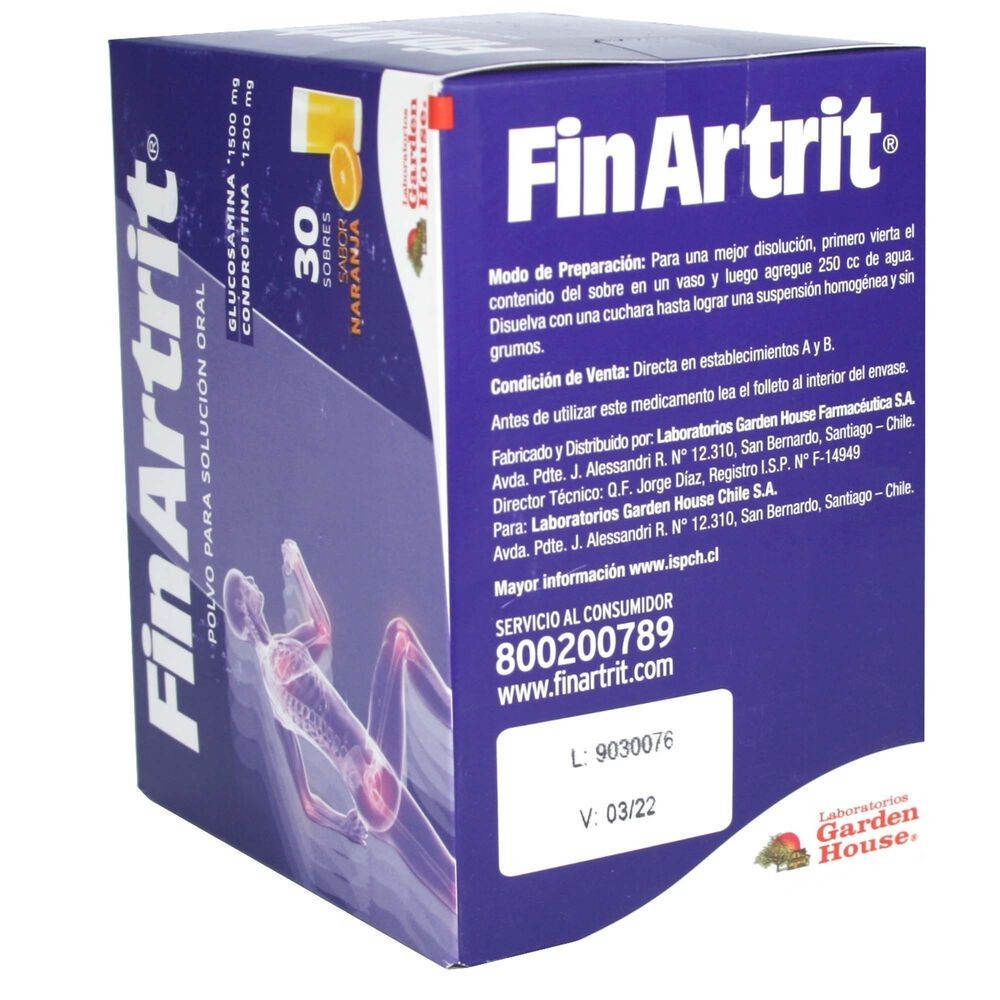 FinArtrit
FinArtrit®
POLVO PARA SOLUCIÓN ORAL
GLUCOSAMINA *1500 mg
CONDROITINA *1200 mg
30
SOBRES
SABOR
NARANJA
Laboratorios
Garden
House®
FinArtrit®
Modo de Preparación: Para una mejor disolución, primero vierta el
contenido del sobre en un vaso y luego agregue 250 cc de agua.
Disuelva con una cuchara hasta lograr una suspensión homogénea y sin
grumos.
Condición de Venta: Directa en establecimientos A y B.
Antes de utilizar este medicamento lea el folleto al interior del envase.
Fabricado y Distribuido por: Laboratorios Garden House Farmacéutica S.A.
Avda. Pdte. J. Alessandri R. N° 12.310, San Bernardo, Santiago – Chile.
Director Técnico: Q.F. Jorge Díaz, Registro I.S.P. N° F-14949
Para: Laboratorios Garden House Chile S.A.
Avda. Pdte. J. Alessandri R. N° 12.310, San Bernardo, Santiago – Chile.
Mayor información www.ispch.cl
SERVICIO AL CONSUMIDOR
800200789
www.finartrit.com
L: 9030076
V: 03/22
Laboratorios
Garden
House®